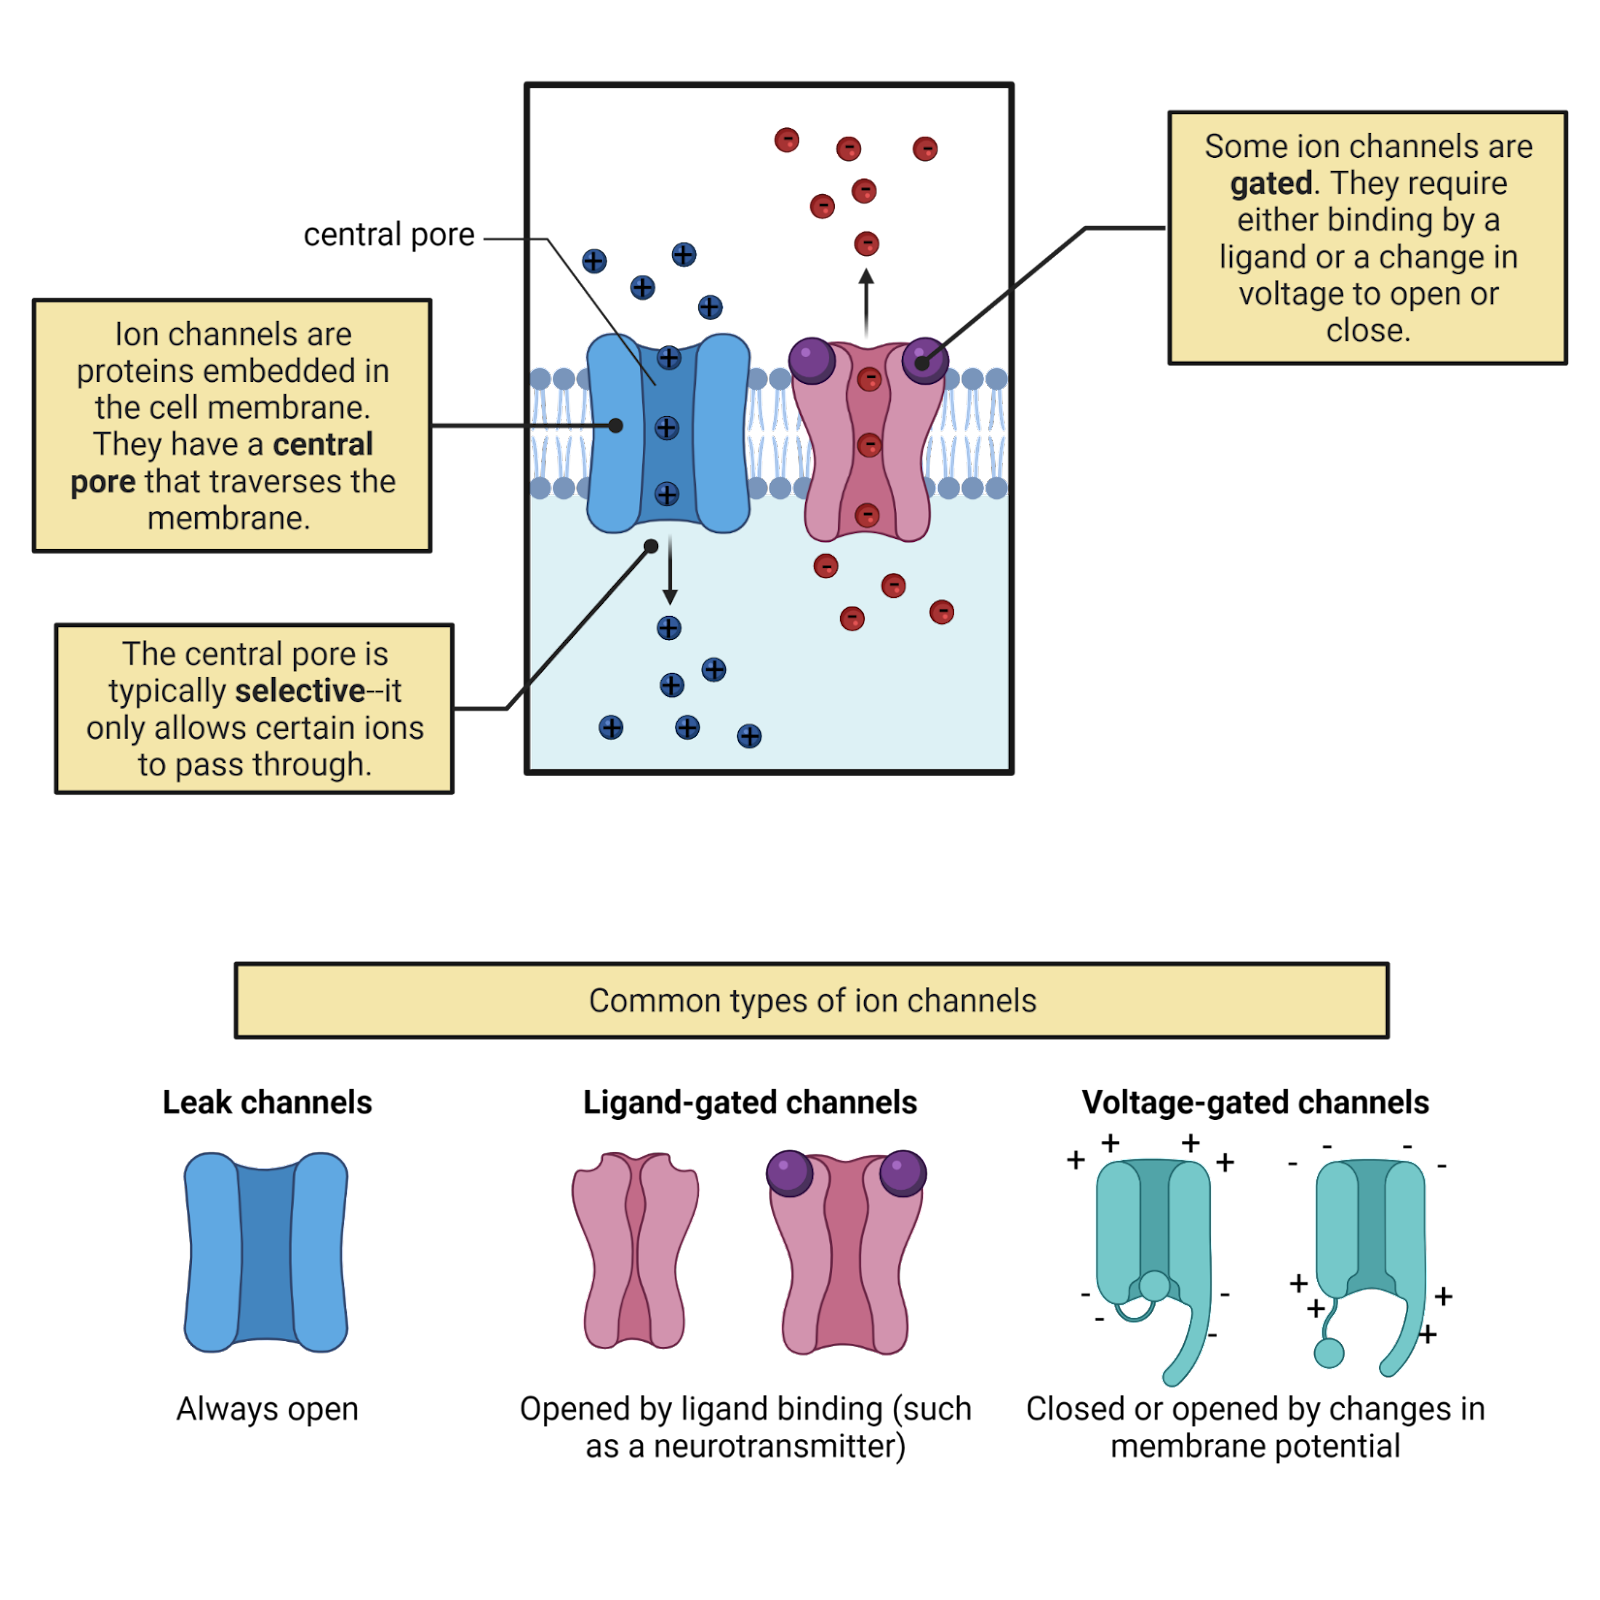 central pore
Some ion channels are
gated. They require
either binding by a
ligand or a change in
voltage to open or
close.
Ion channels are
proteins embedded in
the cell membrane.
They have a central
pore that traverses the
membrane.
The central pore is
typically selective--it
only allows certain ions
to pass through.
Common types of ion channels
Leak channels
Always open
Ligand-gated channels
Opened by ligand binding (such
as a neurotransmitter)
Voltage-gated channels
Closed or opened by changes in
membrane potential